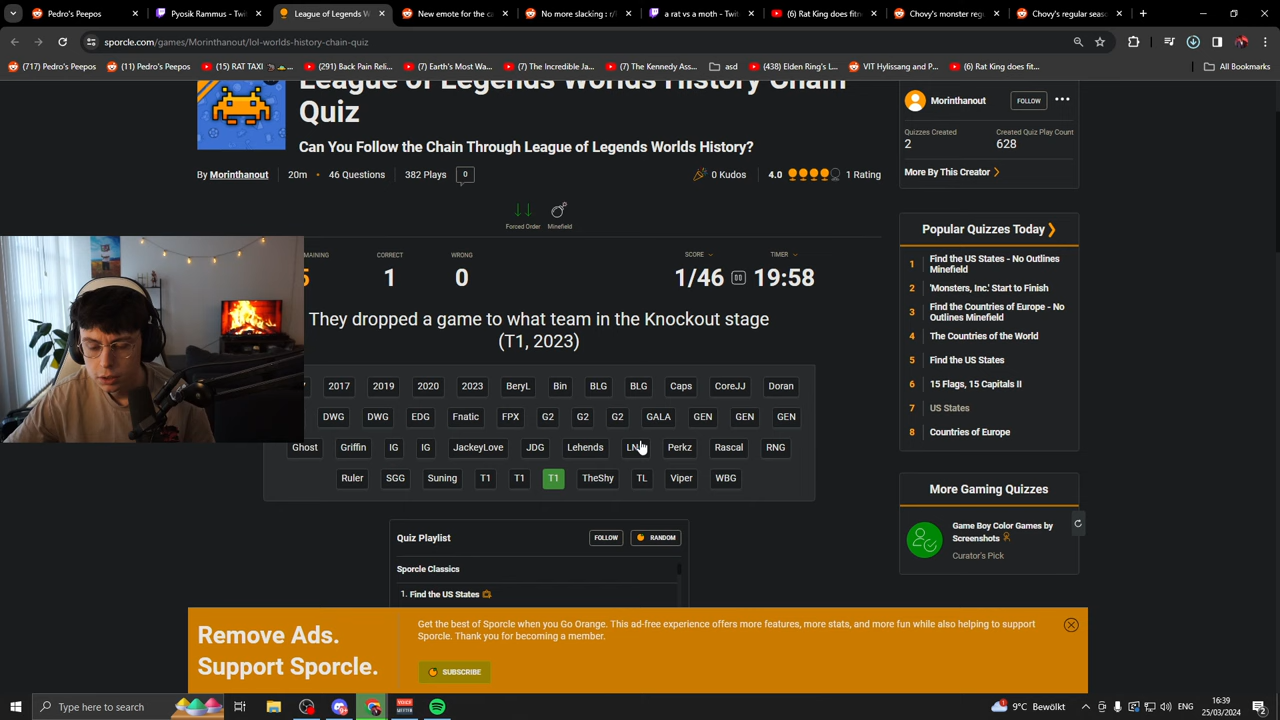 Pedro's Peepos
Pyosik Rammus - Twi
League of Legends W
New emote for the ca
No more slacking : r/
a rat vs a moth - Twit
(6) Rat King does fitn
Chovy's monster reg
Chovy's regular seas
sporcle.com/games/Morinthanout/lol-worlds-history-chain-quiz
(717) Pedro's Peepos
(11) Pedro's Peepos
(15) RAT TAXI
(291) Back Pain Reli...
(7) Earth's Most Wa...
(7) The Incredible Ja...
(7) The Kennedy Ass...
asd
(438) Elden Ring's L...
VIT Hylissang and P...
(6) Rat King does fit...
All Bookmarks
League of Legends Worlds History Chain
Quiz
Can You Follow the Chain Through League of Legends Worlds History?
By Morinthanout 20m • 46 Questions 382 Plays 0
0 Kudos 4.0 1 Rating
Forced Order Minefield
MAINING CORRECT WRONG SCORE TIMER
5 1 0 1/46 19:58
They dropped a game to what team in the Knockout stage
(T1, 2023)
7 2017 2019 2020 2023 BeryL Bin BLG BLG Caps CoreJJ Doran
DWG DWG EDG Fnatic FPX G2 G2 G2 GALA GEN GEN GEN
Ghost Griffin IG IG JackeyLove JDG Lehends LNG Perkz Rascal RNG
Ruler SGG Suning T1 T1 T1 TheShy TL Viper WBG
Quiz Playlist FOLLOW RANDOM
Sporcle Classics
1. Find the US States
Morinthanout FOLLOW
Quizzes Created Created Quiz Play Count
2 628
More By This Creator
Popular Quizzes Today
1 Find the US States - No Outlines
Minefield
2 'Monsters, Inc.' Start to Finish
3 Find the Countries of Europe - No
Outlines Minefield
4 The Countries of the World
5 Find the US States
6 15 Flags, 15 Capitals II
7 US States
8 Countries of Europe
More Gaming Quizzes
Game Boy Color Games by
Screenshots
Curator's Pick
Remove Ads.
Support Sporcle.
Get the best of Sporcle when you Go Orange. This ad-free experience offers more features, more stats, and more fun while also helping to support
Sporcle. Thank you for becoming a member.
SUBSCRIBE
Type here to search
VOICE
MEETER
9°C Bewolkt
ENG
16:39
25/03/2024
2